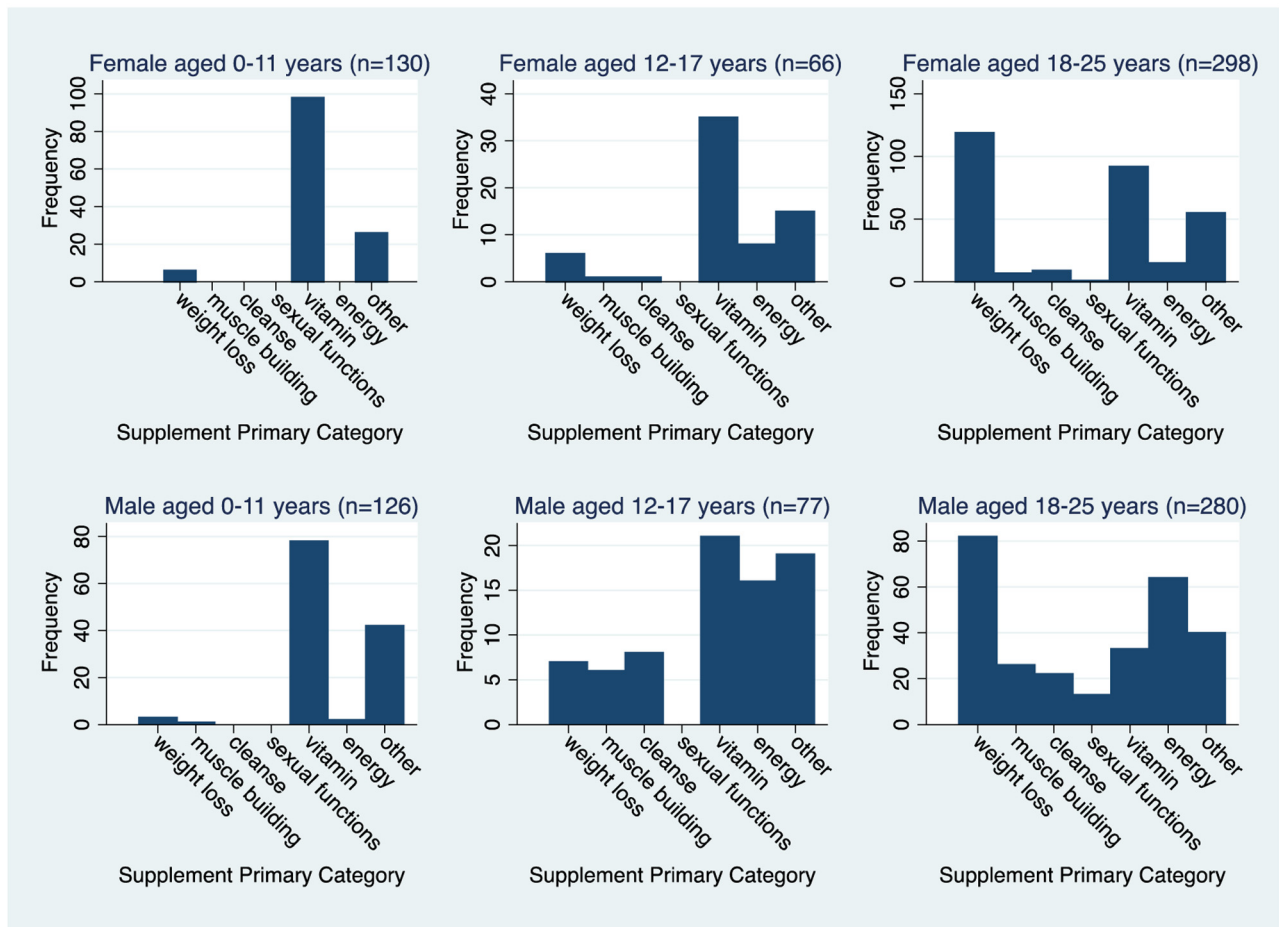 Female aged 0-11 years (n=130)
Frequency
100
80
60
40
20
0
weight loss
muscle building
cleanse
sexual functions
vitamin
energy
other
Supplement Primary Category
Female aged 12-17 years (n=66)
Frequency
40
30
20
10
0
weight loss
muscle building
cleanse
sexual functions
vitamin
energy
other
Supplement Primary Category
Female aged 18-25 years (n=298)
Frequency
150
100
50
0
weight loss
muscle building
cleanse
sexual functions
vitamin
energy
other
Supplement Primary Category
Male aged 0-11 years (n=126)
Frequency
80
60
40
20
0
weight loss
muscle building
cleanse
sexual functions
vitamin
energy
other
Supplement Primary Category
Male aged 12-17 years (n=77)
Frequency
20
15
10
5
0
weight loss
muscle building
cleanse
sexual functions
vitamin
energy
other
Supplement Primary Category
Male aged 18-25 years (n=280)
Frequency
80
60
40
20
0
weight loss
muscle building
cleanse
sexual functions
vitamin
energy
other
Supplement Primary Category